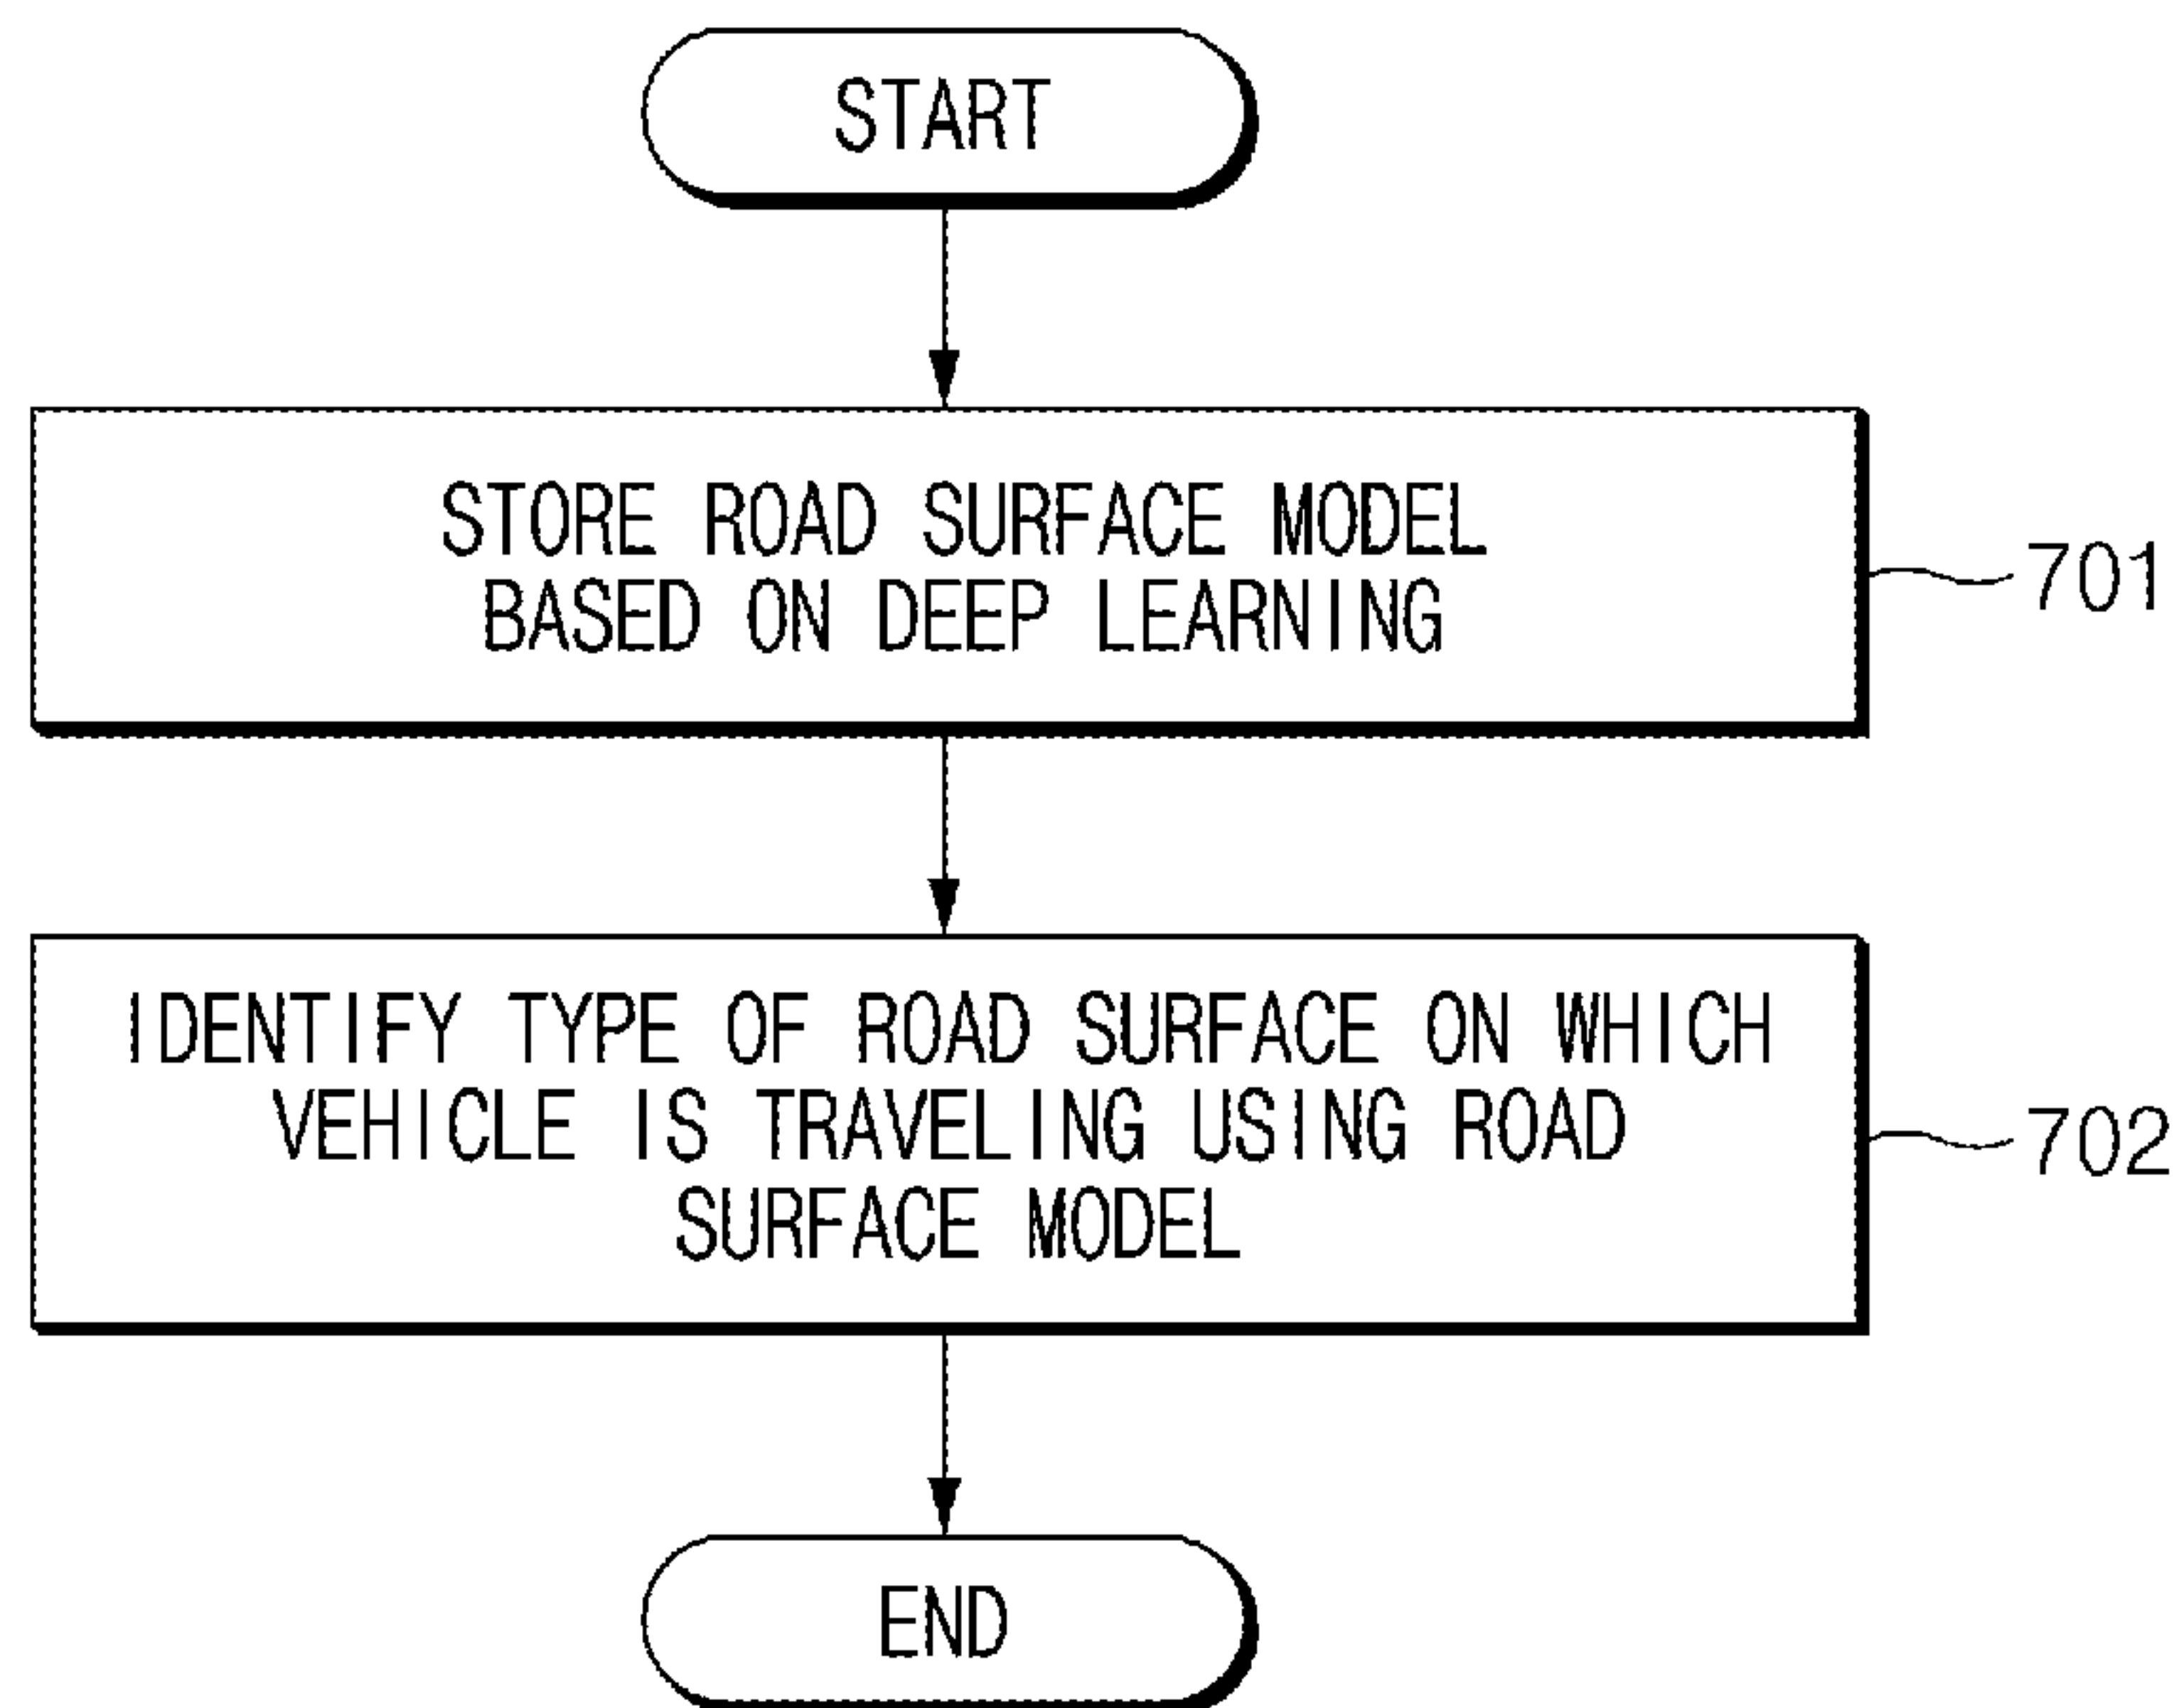 START
STORE ROAD SURFACE MODEL
BASED ON DEEP LEARNING
701
IDENTIFY TYPE OF ROAD SURFACE ON WHICH
VEHICLE IS TRAVELING USING ROAD
SURFACE MODEL
702
END